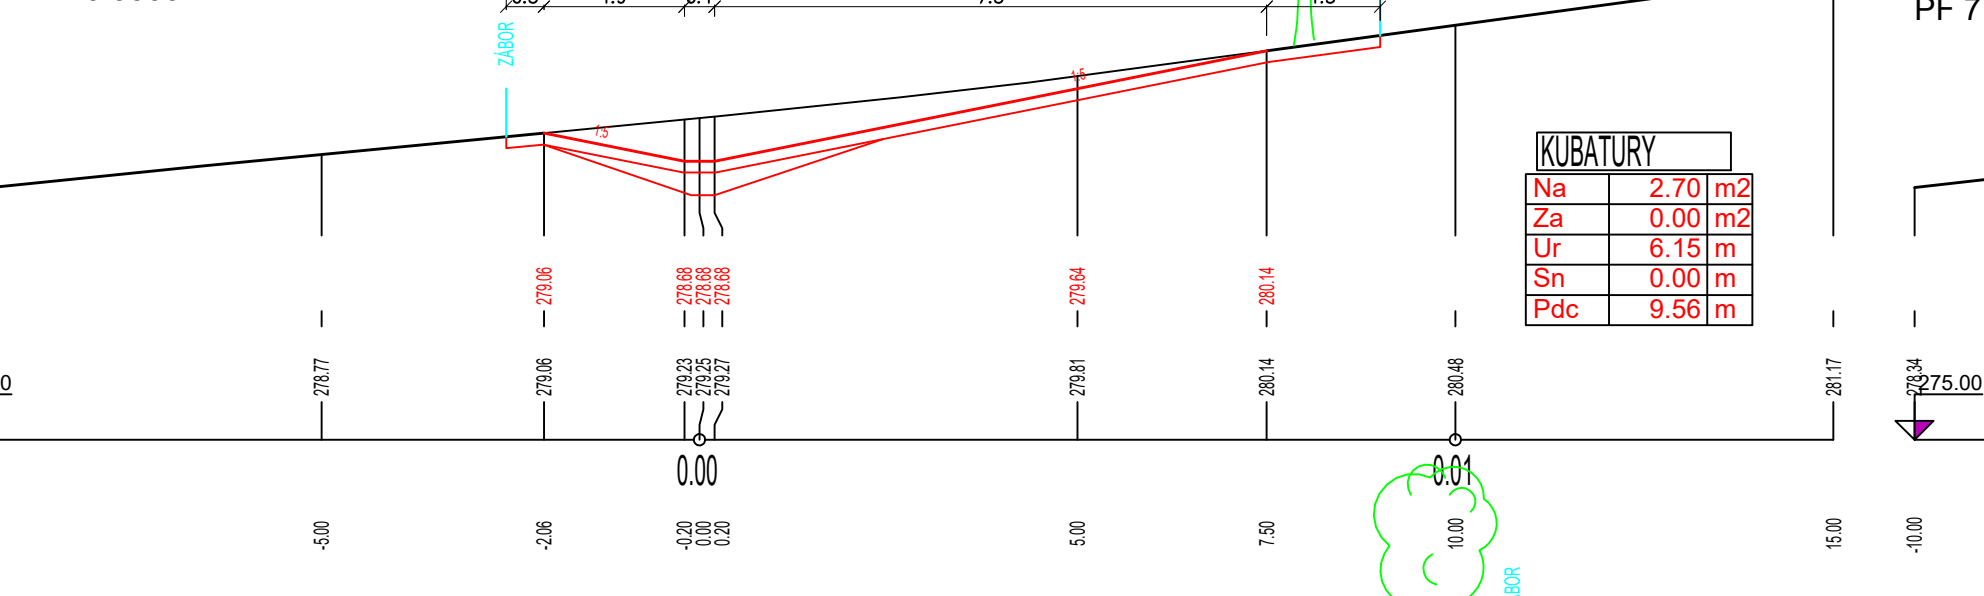 PF 7
ZÁBOR
1:5
1:5
KUBATURY
Na 2.70 m2
Za 0.00 m2
Ur 6.15 m
Sn 0.00 m
Pdc 9.56 m
279.06 278.68 278.68 278.68 279.64 280.14
278.77 279.06 279.23 279.25 279.27 279.81 280.14 280.48 281.17 278.34
0 275.00
0.00 0.01
-5.00 -2.06 -0.20 0.00 0.20 5.00 7.50 10.00 15.00 -10.00